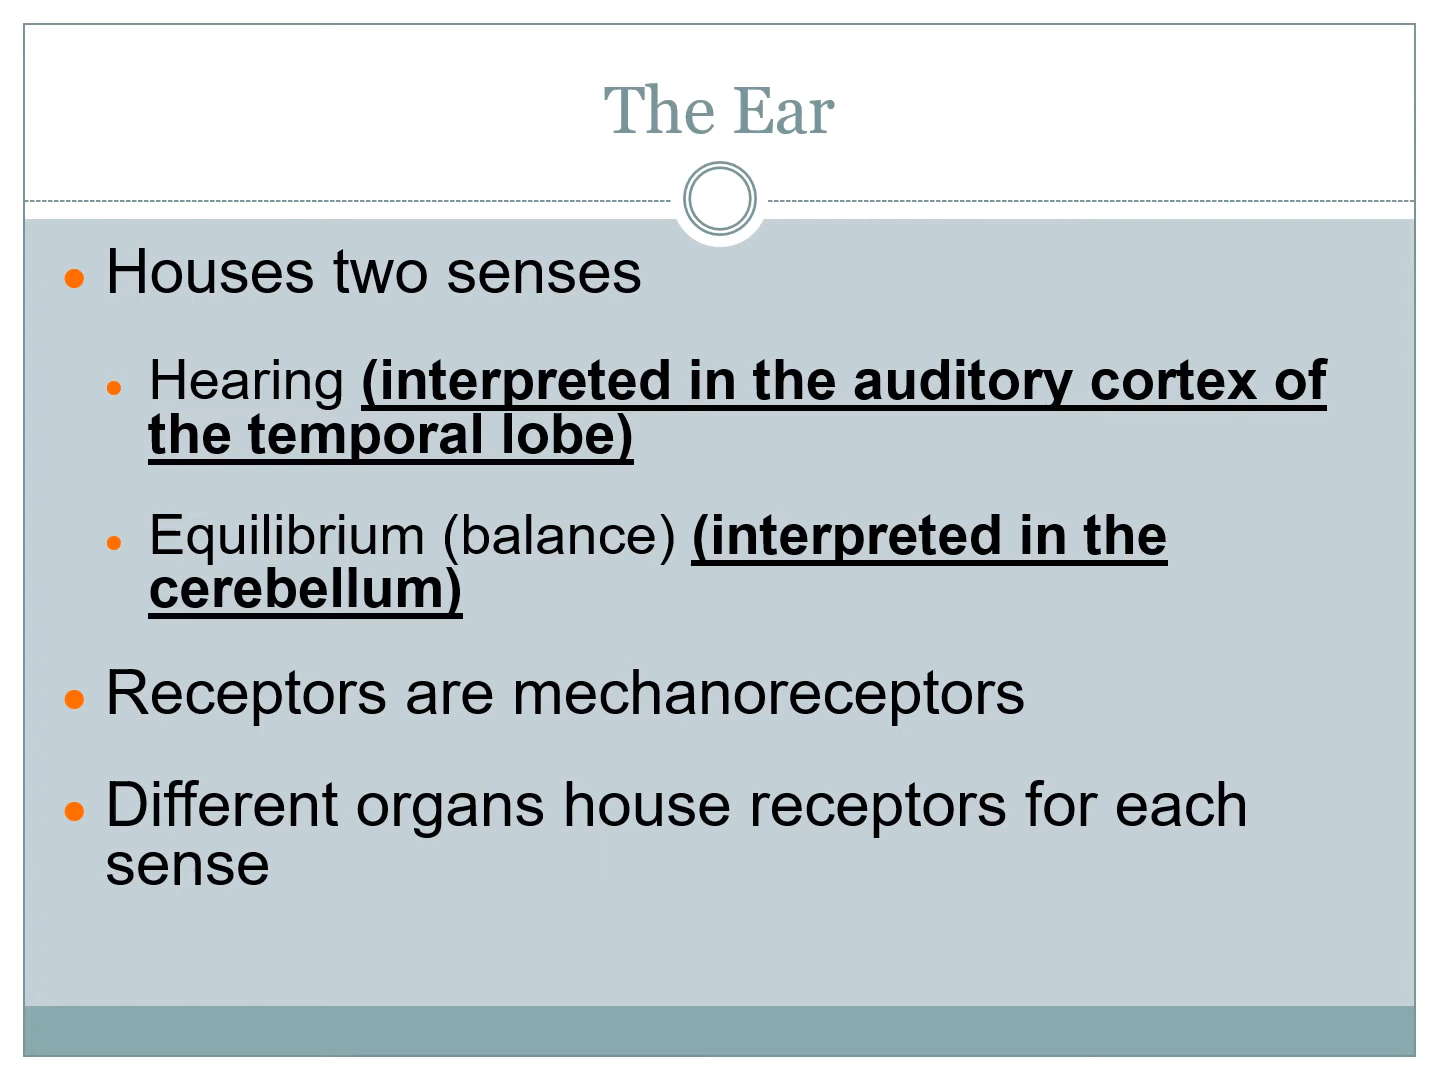 The Ear
• Houses two senses
• Hearing (interpreted in the auditory cortex of
the temporal lobe)
• Equilibrium (balance) (interpreted in the
cerebellum)
• Receptors are mechanoreceptors
• Different organs house receptors for each
sense